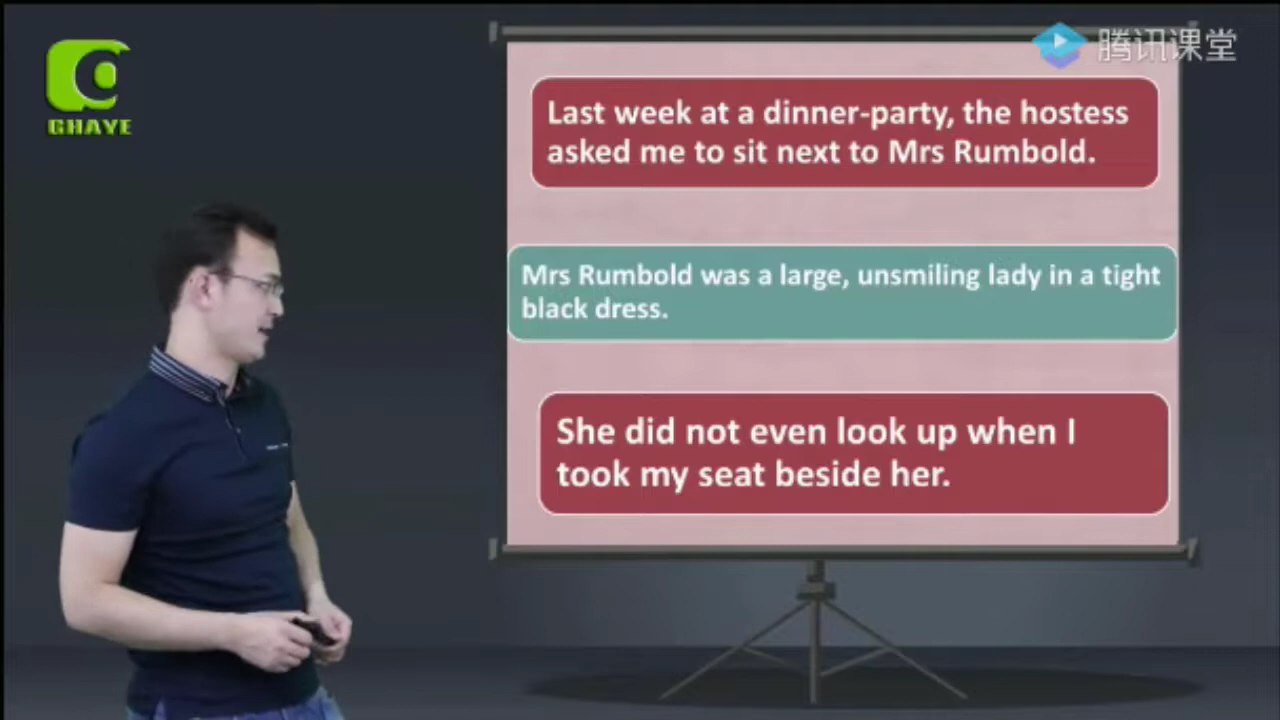 GHAYE
腾讯课堂
Last week at a dinner-party, the hostess
asked me to sit next to Mrs Rumbold.
Mrs Rumbold was a large, unsmiling lady in a tight
black dress.
She did not even look up when I
took my seat beside her.